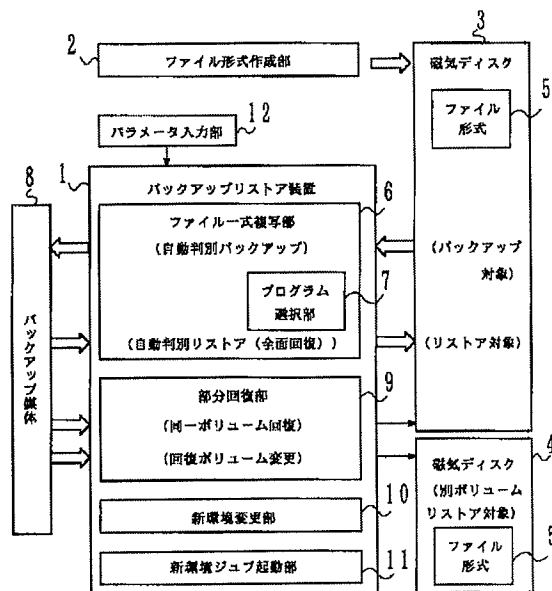 2
ファイル形式作成部
3
磁気ディスク
ファイル
形式
5
パラメータ入力部
12
8
バックアップ媒体
1
バックアップリストア装置
6
ファイル一式複写部
(自動判別バックアップ)
プログラム
選択部
7
(自動判別リストア(全面回復))
(バックアップ
対象)
(リストア対象)
部分回復部
9
(同一ボリューム回復)
(回復ボリューム変更)
新環境変更部
10
新環境ジュブ起動部
11
4
磁気ディスク
(別ボリューム
リストア対象)
ファイル
形式
5